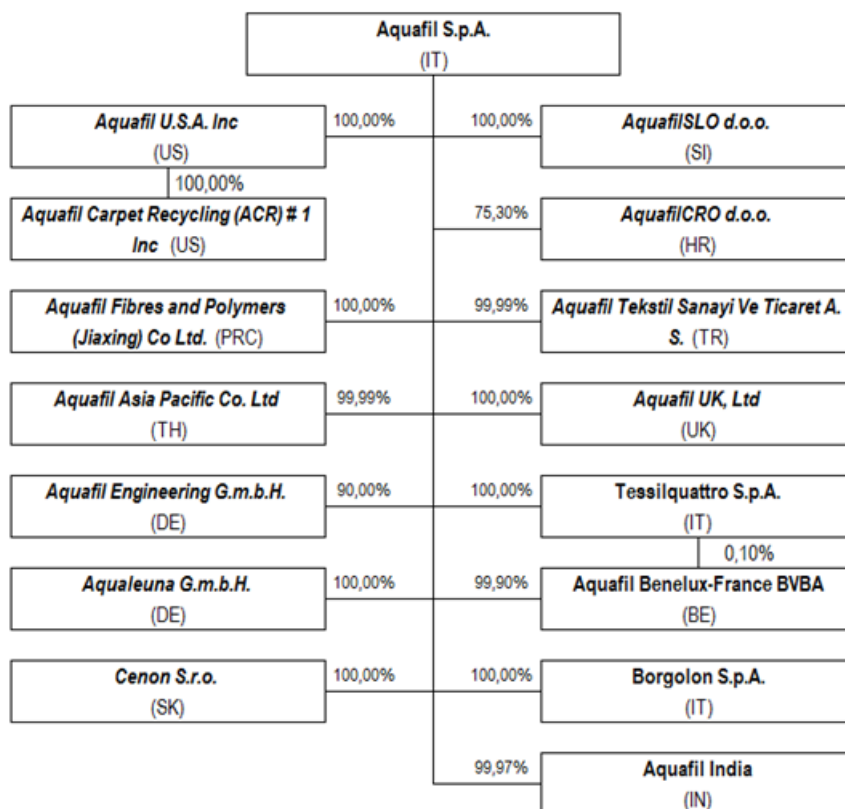 Aquafil S.p.A.
(IT)
Aquafil U.S.A. Inc
(US)
100,00%
100,00%
AquafilSLO d.o.o.
(SI)
100,00%
Aquafil Carpet Recycling (ACR) # 1
Inc (US)
75,30%
AquafilCRO d.o.o.
(HR)
Aquafil Fibres and Polymers
(Jiaxing) Co Ltd. (PRC)
100,00%
99,99%
Aquafil Tekstil Sanayi Ve Ticaret A.
S. (TR)
Aquafil Asia Pacific Co. Ltd
(TH)
99,99%
100,00%
Aquafil UK, Ltd
(UK)
Aquafil Engineering G.m.b.H.
(DE)
90,00%
100,00%
Tessilquattro S.p.A.
(IT)
0,10%
Aqualeuna G.m.b.H.
(DE)
100,00%
99,90%
Aquafil Benelux-France BVBA
(BE)
Cenon S.r.o.
(SK)
100,00%
100,00%
Borgolon S.p.A.
(IT)
99,97%
Aquafil India
(IN)